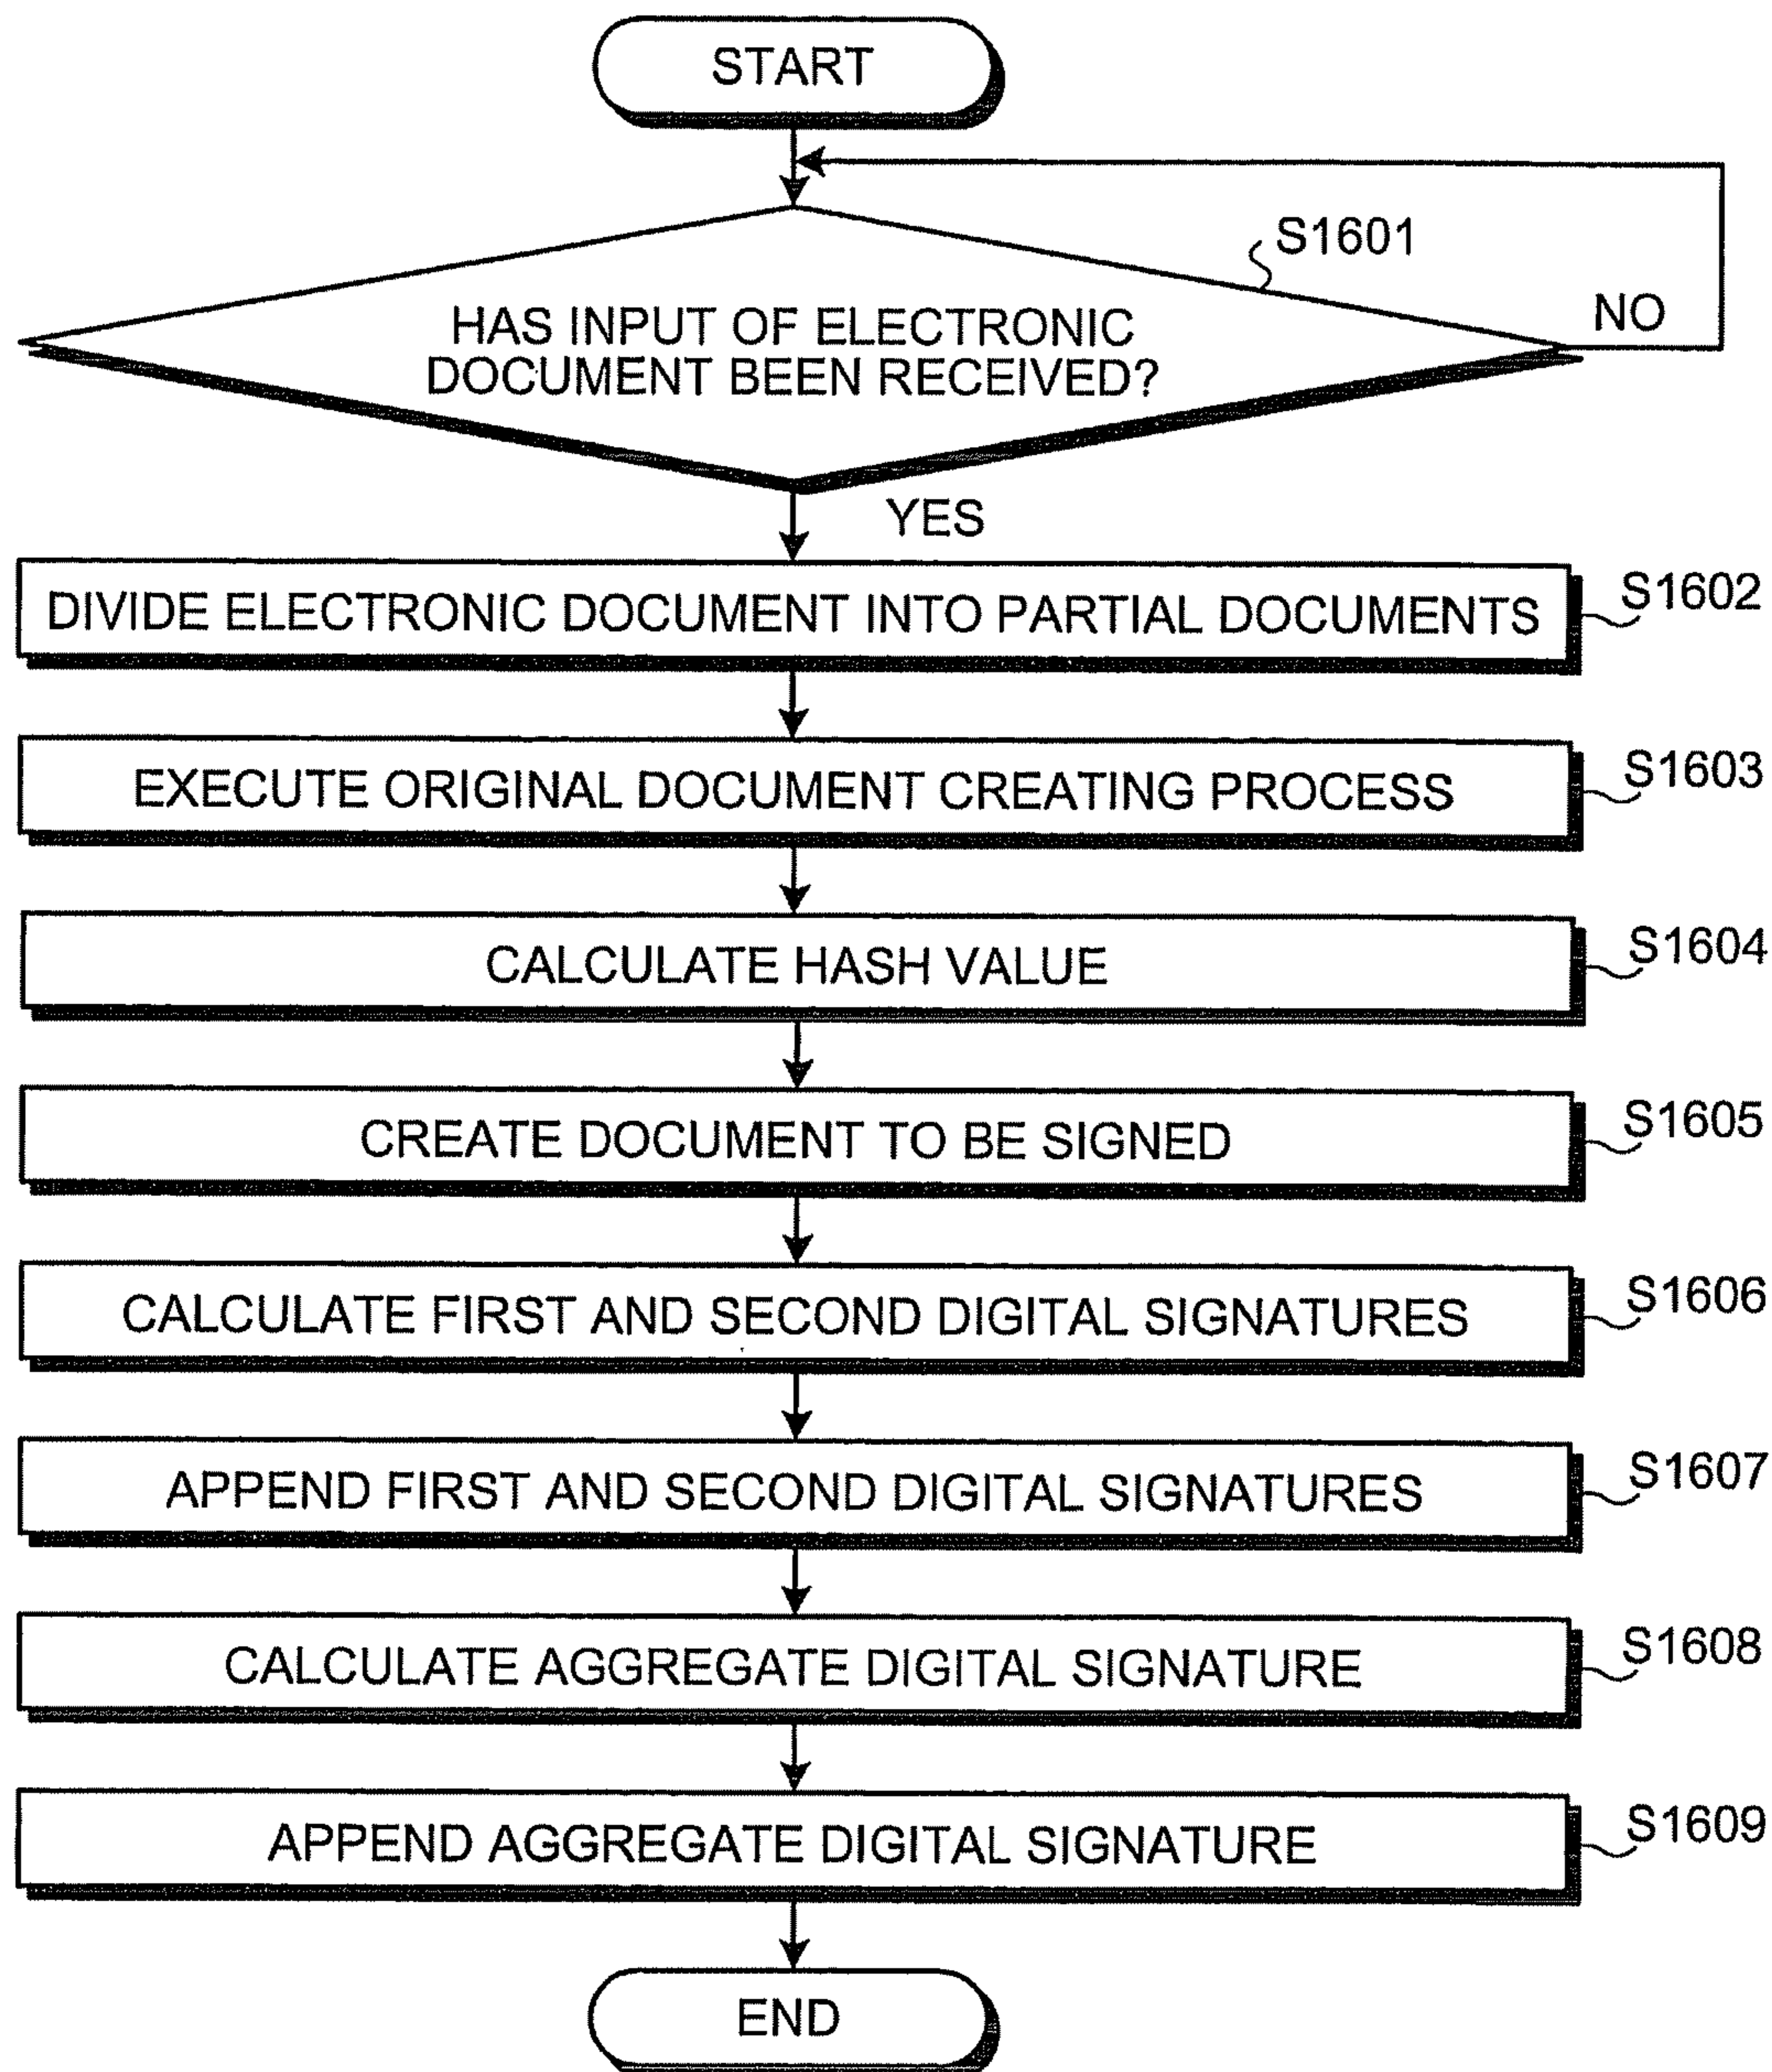 START
S1601
HAS INPUT OF ELECTRONIC
DOCUMENT BEEN RECEIVED?
NO
YES
DIVIDE ELECTRONIC DOCUMENT INTO PARTIAL DOCUMENTS
S1602
EXECUTE ORIGINAL DOCUMENT CREATING PROCESS
S1603
CALCULATE HASH VALUE
S1604
CREATE DOCUMENT TO BE SIGNED
S1605
CALCULATE FIRST AND SECOND DIGITAL SIGNATURES
S1606
APPEND FIRST AND SECOND DIGITAL SIGNATURES
S1607
CALCULATE AGGREGATE DIGITAL SIGNATURE
S1608
APPEND AGGREGATE DIGITAL SIGNATURE
S1609
END